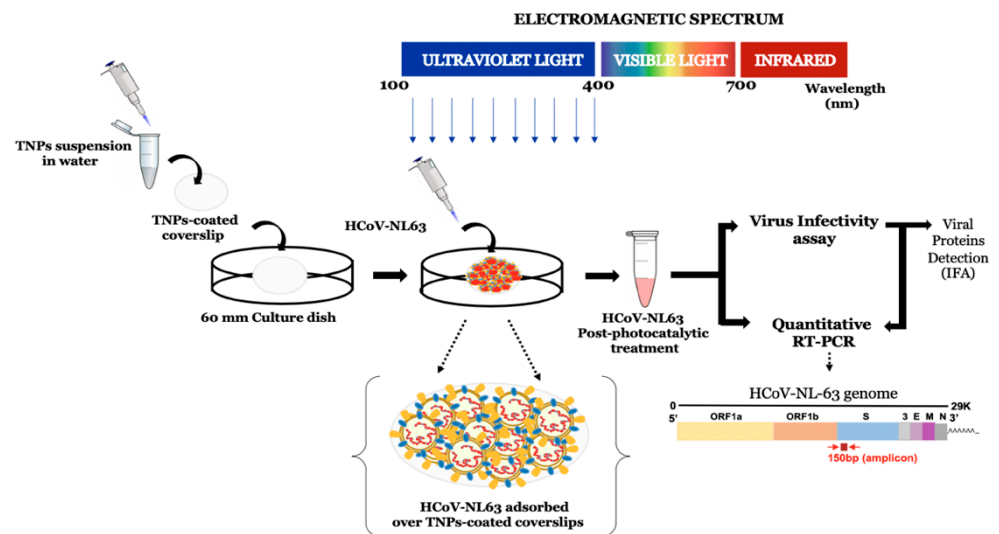 ELECTROMAGNETIC SPECTRUM
ULTRAVIOLET LIGHT
VISIBLE LIGHT
INFRARED
100
400
700
Wavelength
(nm)
TNPs suspension
in water
TNPs-coated
coverslip
60 mm Culture dish
HCoV-NL63
HCoV-NL63
Post-photocatalytic
treatment
Virus Infectivity
assay
Viral
Proteins
Detection
(IFA)
Quantitative
RT-PCR
HCoV-NL-63 genome
0
29K
5'
ORF1a
ORF1b
S
3
E
M
N
3'
^^^^^^_
150bp (amplicon)
HCoV-NL63 adsorbed
over TNPs-coated coverslips